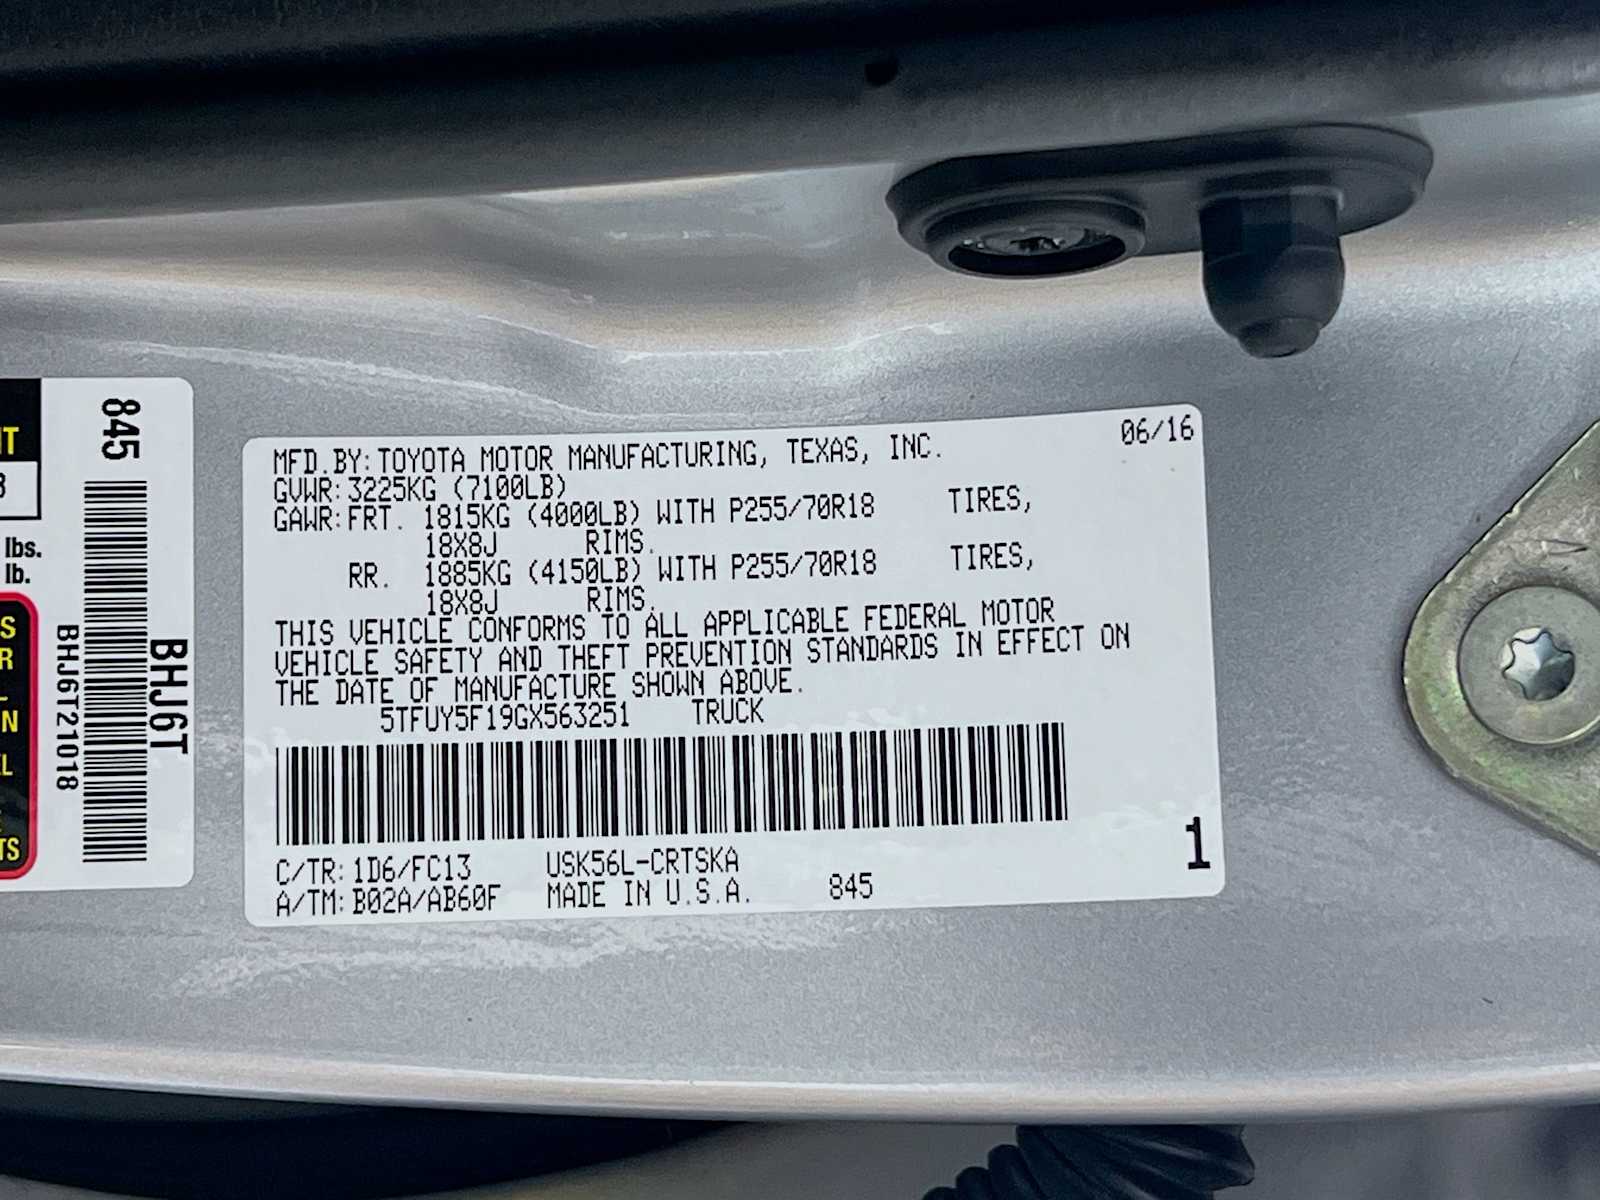 MFD.BY:TOYOTA MOTOR MANUFACTURING, TEXAS, INC. 06/16
GVWR:3225KG (7100LB)
GAWR:FRT. 1815KG (4000LB) WITH P255/70R18 TIRES,
18X8J RIMS.
RR. 1885KG (4150LB) WITH P255/70R18 TIRES,
18X8J RIMS.
THIS VEHICLE CONFORMS TO ALL APPLICABLE FEDERAL MOTOR
VEHICLE SAFETY AND THEFT PREVENTION STANDARDS IN EFFECT ON
THE DATE OF MANUFACTURE SHOWN ABOVE.
5TFUY5F19GX563251 TRUCK
C/TR:1D6/FC13 USK56L-CRTSKA
A/TM:B02A/AB60F MADE IN U.S.A. 845
1
845
BHJ6T
BHJ6T21018
lbs.
lb.